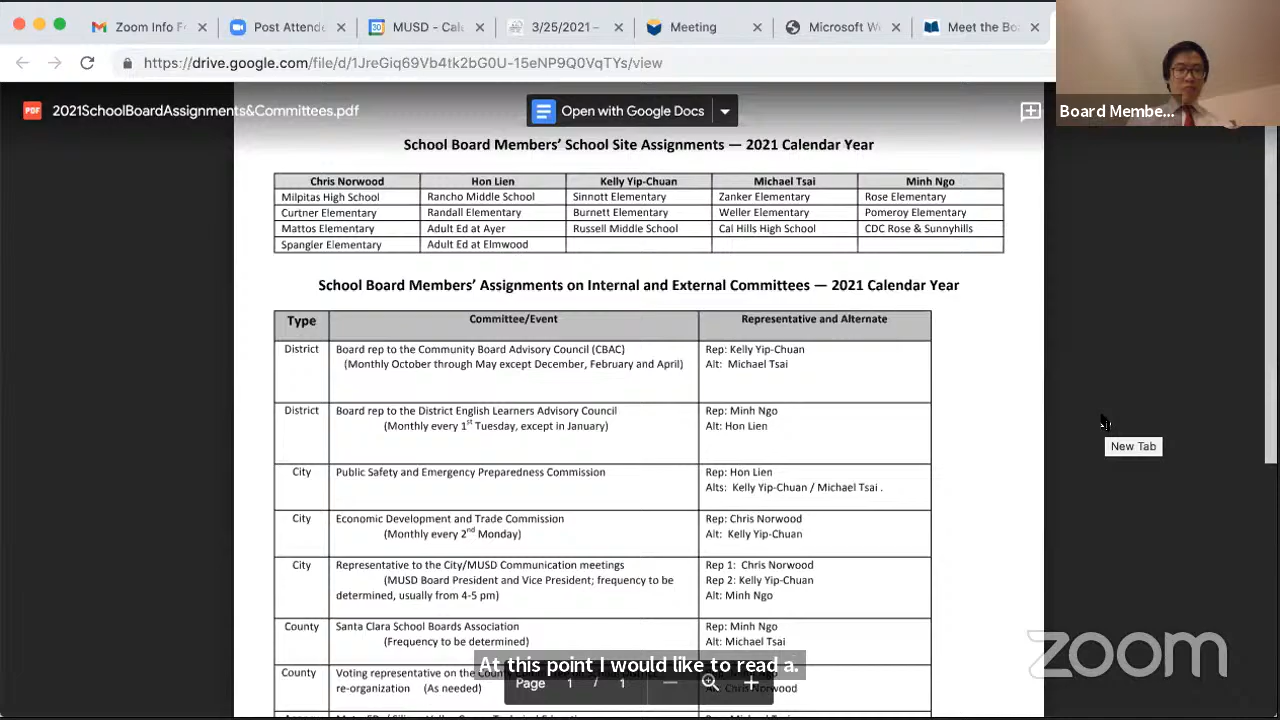 Zoom Info F
Post Attende
MUSD - Cale
3/25/2021 –
Meeting
Microsoft W
Meet the Bo
https://drive.google.com/file/d/1JreGiq69Vb4tk2bG0U-15eNP9Q0VqTYs/view
PDF 2021SchoolBoardAssignments&Committees.pdf
Open with Google Docs
Board Membe...
School Board Members' School Site Assignments — 2021 Calendar Year
Chris Norwood Hon Lien Kelly Yip-Chuan Michael Tsai Minh Ngo
Milpitas High School Rancho Middle School Sinnott Elementary Zanker Elementary Rose Elementary
Curtner Elementary Randall Elementary Burnett Elementary Weller Elementary Pomeroy Elementary
Mattos Elementary Adult Ed at Ayer Russell Middle School Cal Hills High School CDC Rose & Sunnyhills
Spangler Elementary Adult Ed at Elmwood
School Board Members' Assignments on Internal and External Committees — 2021 Calendar Year
Type Committee/Event Representative and Alternate
District Board rep to the Community Board Advisory Council (CBAC) Rep: Kelly Yip-Chuan
(Monthly October through May except December, February and April) Alt: Michael Tsai
District Board rep to the District English Learners Advisory Council Rep: Minh Ngo
(Monthly every 1st Tuesday, except in January) Alt: Hon Lien
City Public Safety and Emergency Preparedness Commission Rep: Hon Lien
Alts: Kelly Yip-Chuan / Michael Tsai .
City Economic Development and Trade Commission Rep: Chris Norwood
(Monthly every 2nd Monday) Alt: Kelly Yip-Chuan
City Representative to the City/MUSD Communication meetings Rep 1: Chris Norwood
(MUSD Board President and Vice President; frequency to be Rep 2: Kelly Yip-Chuan
determined, usually from 4-5 pm) Alt: Minh Ngo
County Santa Clara School Boards Association Rep: Minh Ngo
(Frequency to be determined) Alt: Michael Tsai
New Tab
zoom
At this point I would like to read a.
County Voting representative on the
re-organization (As needed) Chris Norwood
Page 1 / 1